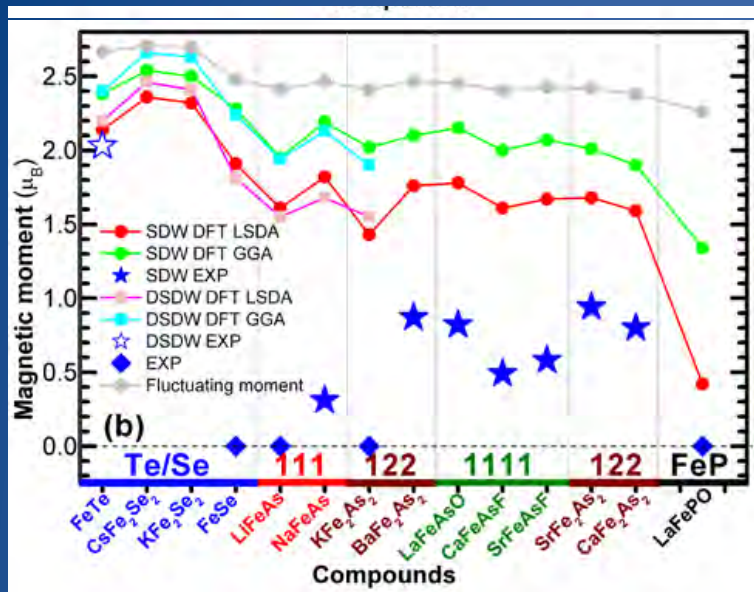 2.5
2.0
1.5
1.0
0.5
0.0
Magnetic moment (μB)
SDW DFT LSDA
SDW DFT GGA
SDW EXP
DSDW DFT LSDA
DSDW DFT GGA
DSDW EXP
EXP
Fluctuating moment
(b)
Te/Se 111 122 1111 122 FeP
FeTe
CsFe2Se2
KFe2Se2
FeSe
LiFeAs
NaFeAs
KFe2As2
BaFe2As2
LaFeAsO
CaFeAsF
SrFeAsF
SrFe2As2
CaFe2As2
LaFePO
Compounds